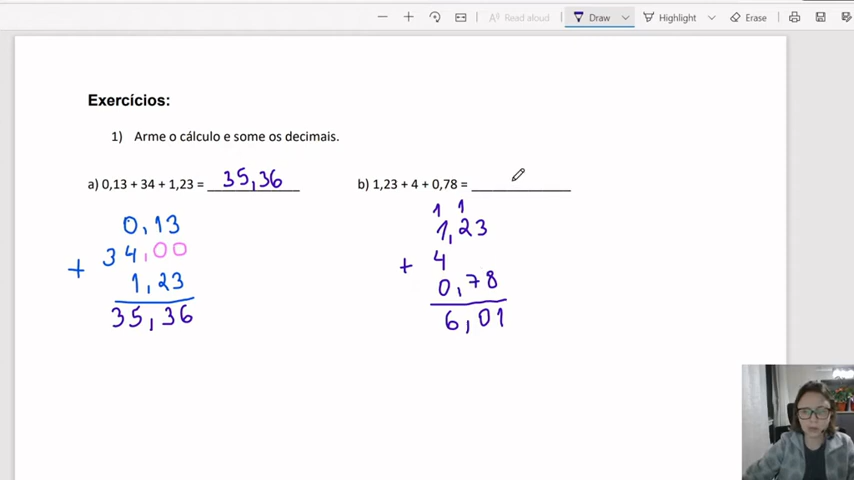 Read aloud Draw Highlight Erase
Exercícios:
1) Arme o cálculo e some os decimais.
a) 0,13 + 34 + 1,23 = 35,36
b) 1,23 + 4 + 0,78 =
0,13
34,00
+
1,23
35,36
1 1
1,23
+ 4
0,78
6,01